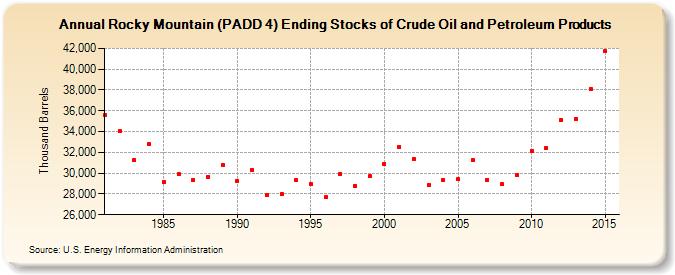 Annual Rocky Mountain (PADD 4) Ending Stocks of Crude Oil and Petroleum Products
Thousand Barrels
42,000
40,000
38,000
36,000
34,000
32,000
30,000
28,000
26,000
1985 1990 1995 2000 2005 2010 2015
Source: U.S. Energy Information Administration